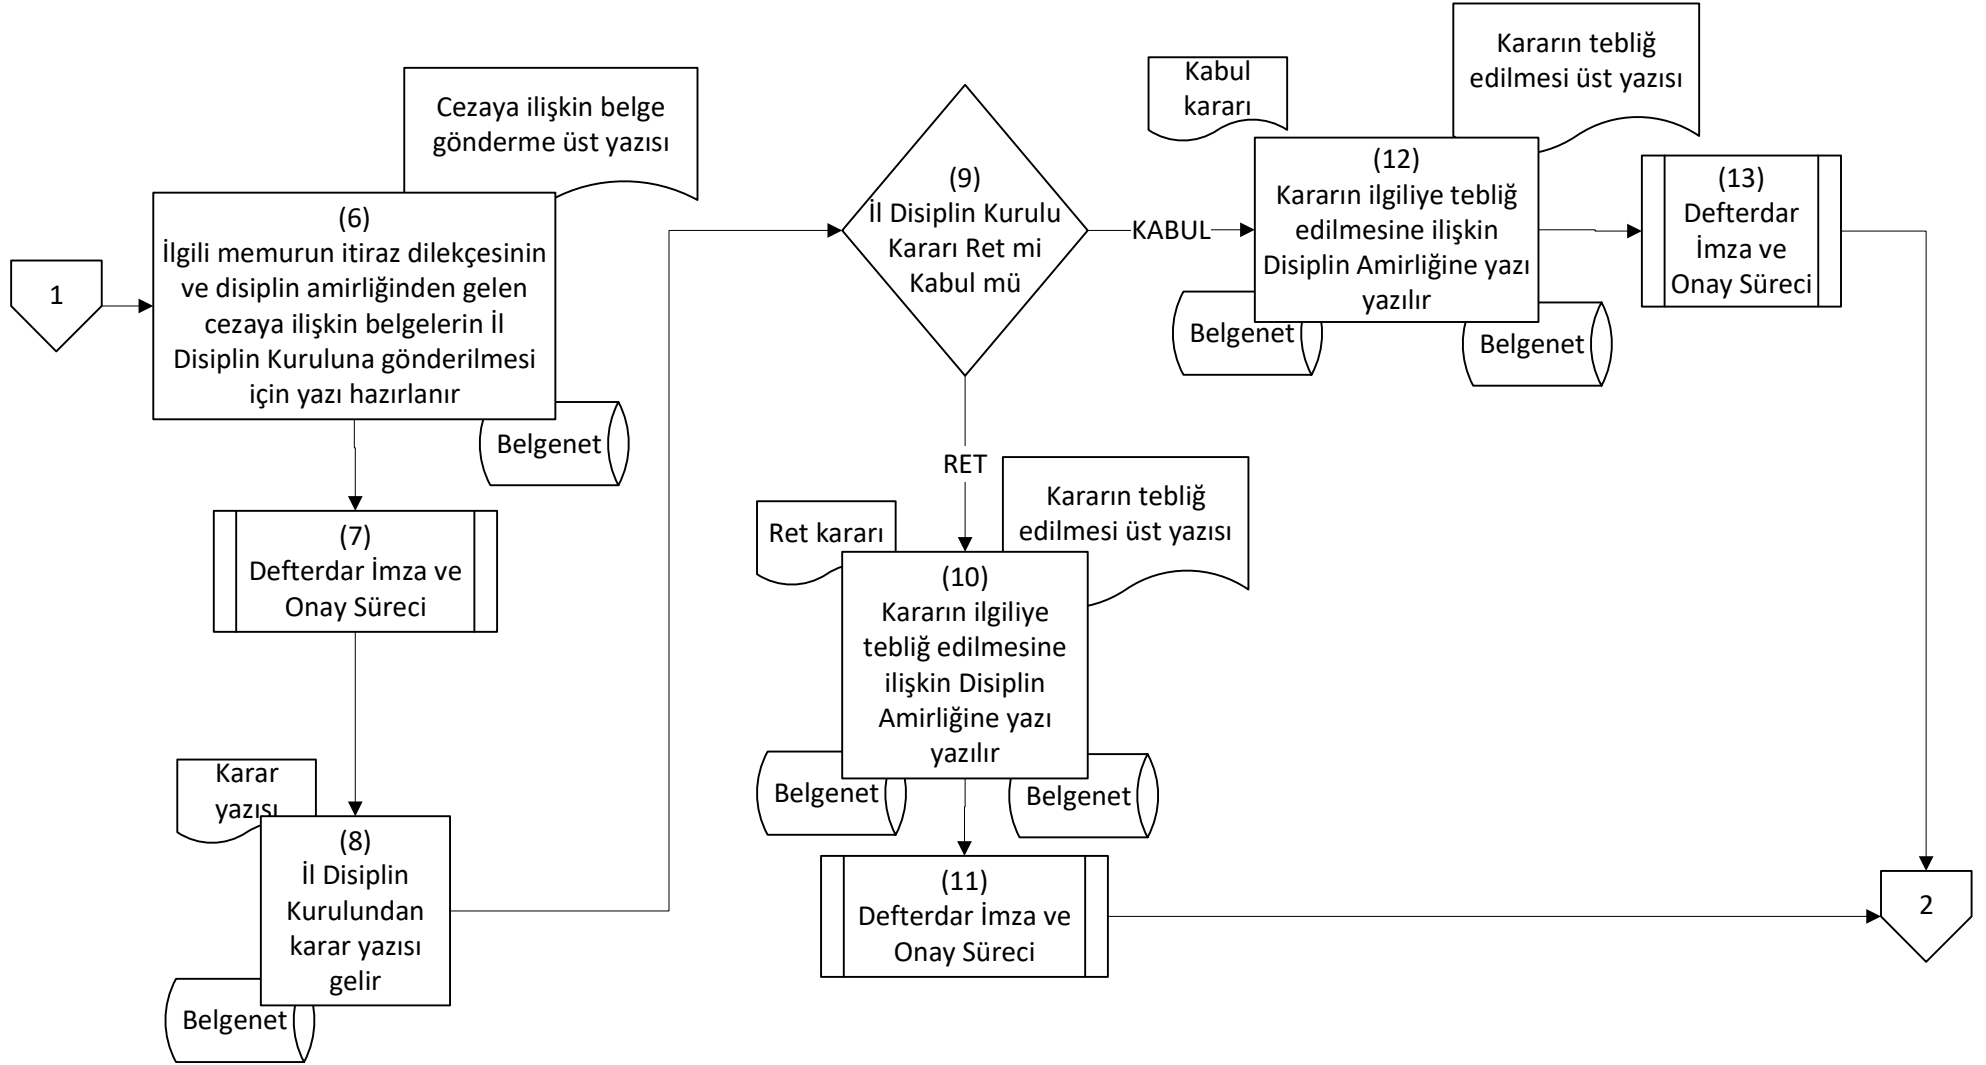 1
Cezaya ilişkin belge
gönderme üst yazısı
(6)
İlgili memurun itiraz dilekçesinin
ve disiplin amirliğinden gelen
cezaya ilişkin belgelerin İl
Disiplin Kuruluna gönderilmesi
için yazı hazırlanır
Belgenet
(7)
Defterdar İmza ve
Onay Süreci
Karar
yazısı
(8)
İl Disiplin
Kurulundan
karar yazısı
gelir
Belgenet
(9)
İl Disiplin Kurulu
Kararı Ret mi
Kabul mü
RET
Ret kararı
Kararın tebliğ
edilmesi üst yazısı
(10)
Kararın ilgiliye
tebliğ edilmesine
ilişkin Disiplin
Amirliğine yazı
yazılır
Belgenet
Belgenet
(11)
Defterdar İmza ve
Onay Süreci
KABUL
Kabul
kararı
Kararın tebliğ
edilmesi üst yazısı
(12)
Kararın ilgiliye tebliğ
edilmesine ilişkin
Disiplin Amirliğine yazı
yazılır
Belgenet
Belgenet
(13)
Defterdar
İmza ve
Onay Süreci
2